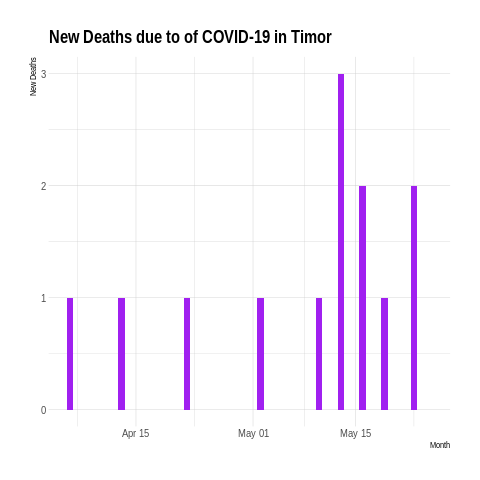 New Deaths due to of COVID-19 in Timor
New Deaths
3
2
1
0
Apr 15 May 01 May 15
Month